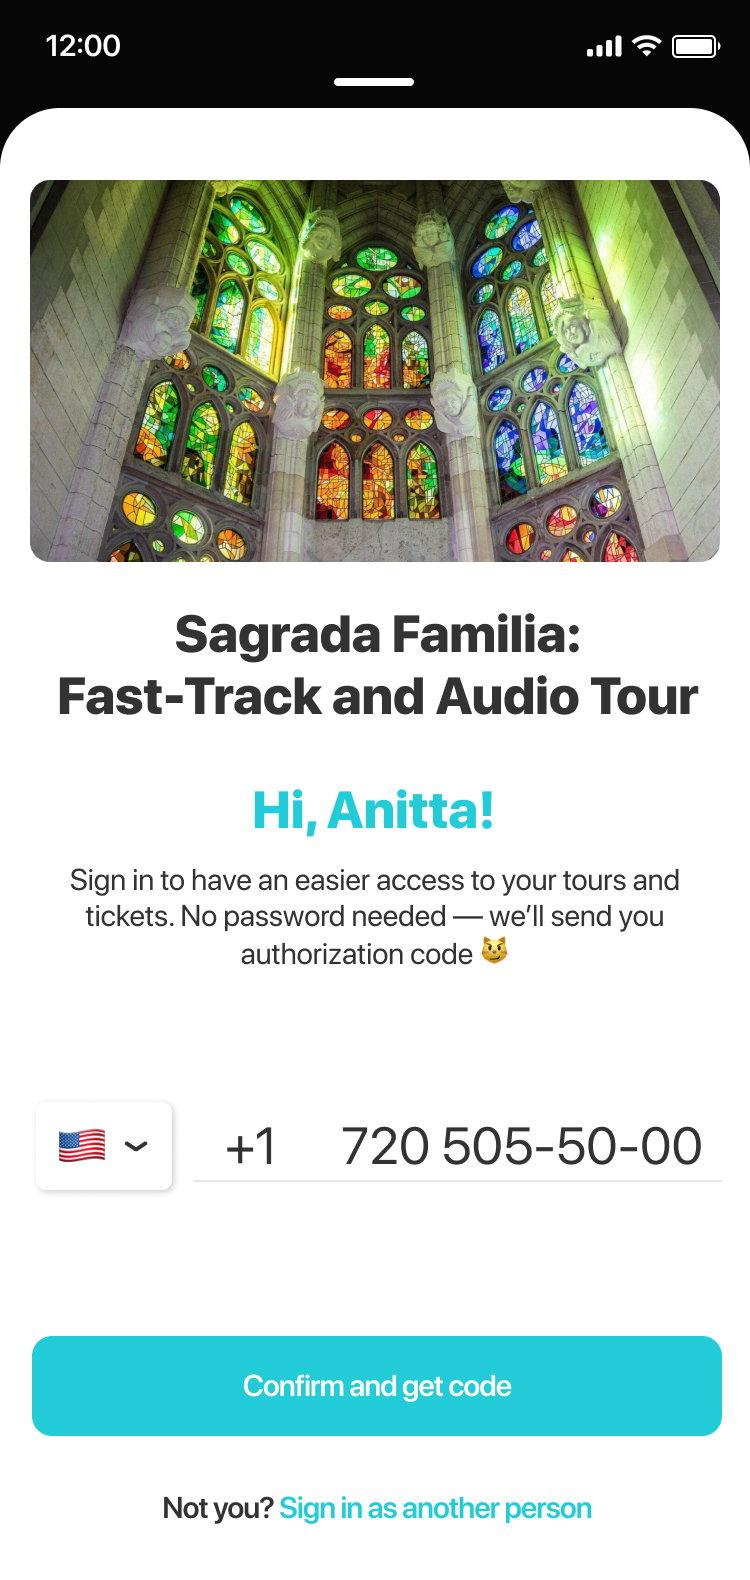 12:00
Sagrada Familia:
Fast-Track and Audio Tour
Hi, Anitta!
Sign in to have an easier access to your tours and
tickets. No password needed — we’ll send you
authorization code 😼
+1 720 505-50-00
Confirm and get code
Not you? Sign in as another person